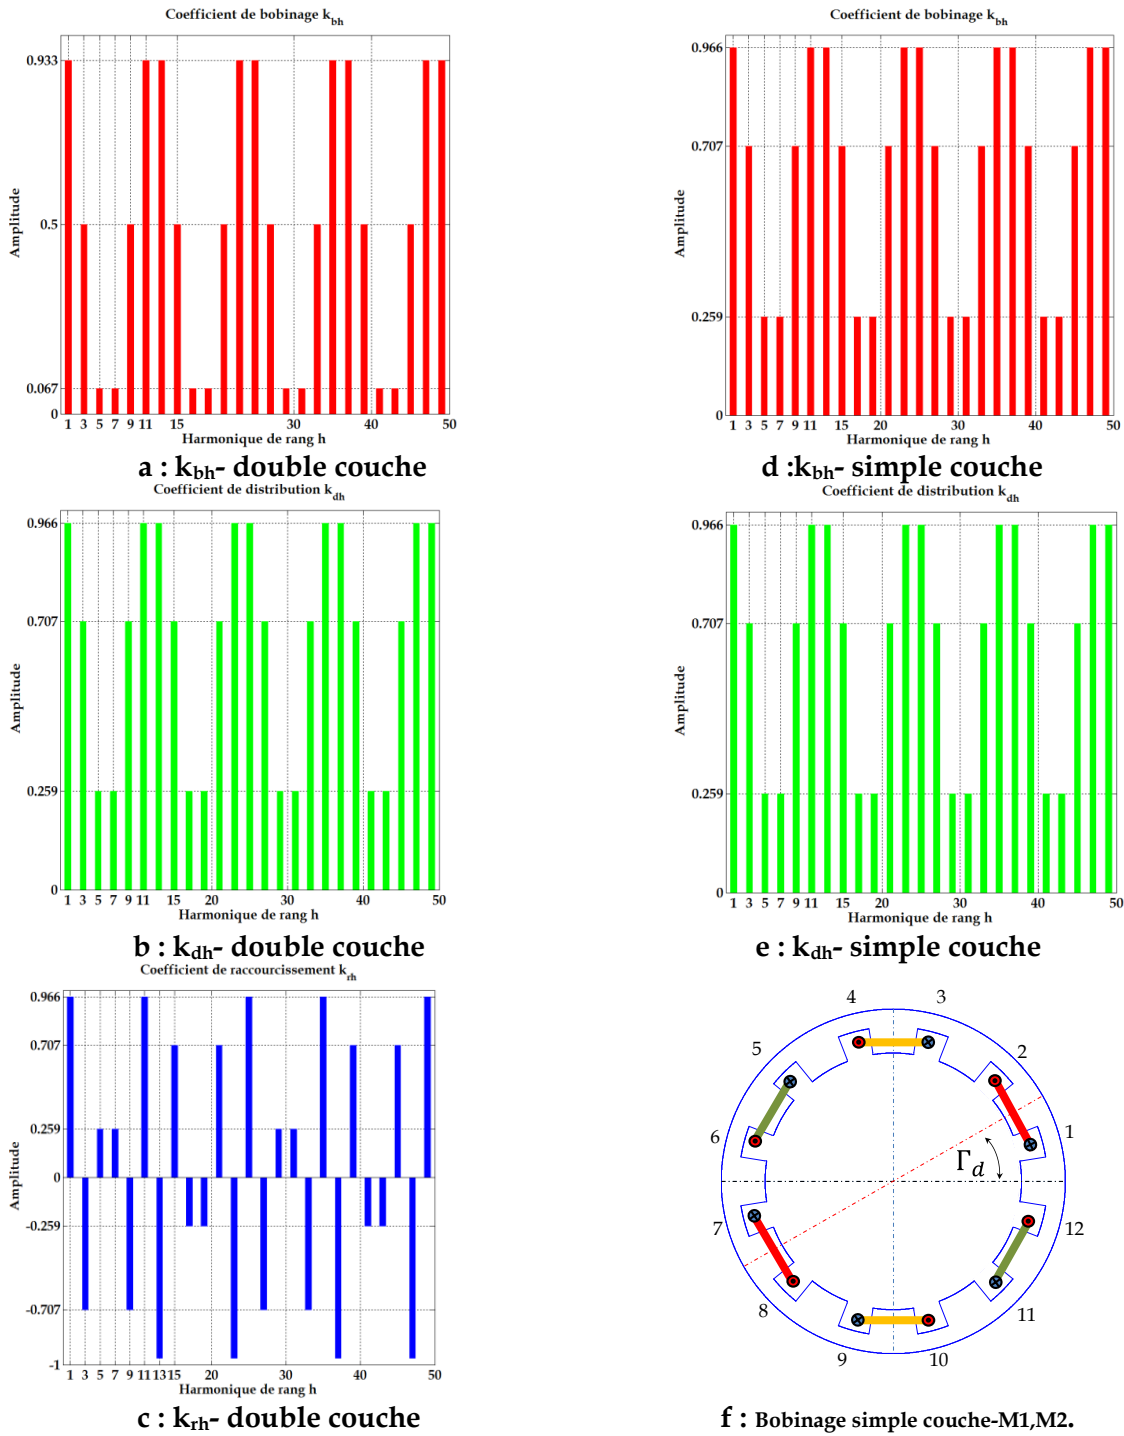 Coefficient de bobinage k_bh
Amplitude
0.933
0.5
0.067
0
1 3 5 7 9 11 15 30 40 50
Harmonique de rang h
a : k_bh- double couche
Coefficient de distribution k_dh
Amplitude
0.966
0.707
0.259
0
1 3 5 7 9 11 15 20 30 40 50
Harmonique de rang h
b : k_dh- double couche
Coefficient de raccourcissement k_rh
Amplitude
0.966
0.707
0.259
0
-0.259
-0.707
-1
1 3 5 7 9 11 13 15 20 30 40 50
Harmonique de rang h
c : k_rh- double couche
Coefficient de bobinage k_bh
Amplitude
0.966
0.707
0.259
0
1 3 5 7 9 11 15 20 30 40 50
Harmonique de rang h
d :k_bh- simple couche
Coefficient de distribution k_dh
Amplitude
0.966
0.707
0.259
0
1 3 5 7 9 11 15 20 30 40 50
Harmonique de rang h
e : k_dh- simple couche
4 3
5 2
6 1
Γ_d
7 12
8 11
9 10
f : Bobinage simple couche-M1,M2.